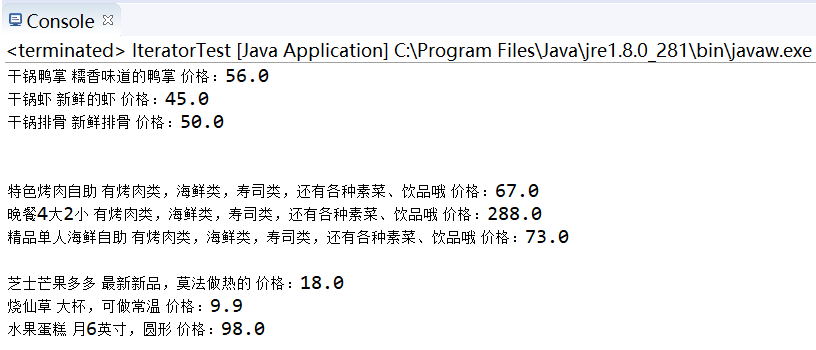 Console
<terminated> IteratorTest [Java Application] C:\Program Files\Java\jre1.8.0_281\bin\javaw.exe
干锅鸭掌 糯香味道的鸭掌 价格：56.0
干锅虾 新鲜的虾 价格：45.0
干锅排骨 新鲜排骨 价格：50.0
特色烤肉自助 有烤肉类，海鲜类，寿司类，还有各种素菜、饮品哦 价格：67.0
晚餐4大2小 有烤肉类，海鲜类，寿司类，还有各种素菜、饮品哦 价格：288.0
精品单人海鲜自助 有烤肉类，海鲜类，寿司类，还有各种素菜、饮品哦 价格：73.0
芝士芒果多多 最新新品，莫法做热的 价格：18.0
烧仙草 大杯，可做常温 价格：9.9
水果蛋糕 月6英寸，圆形 价格：98.0